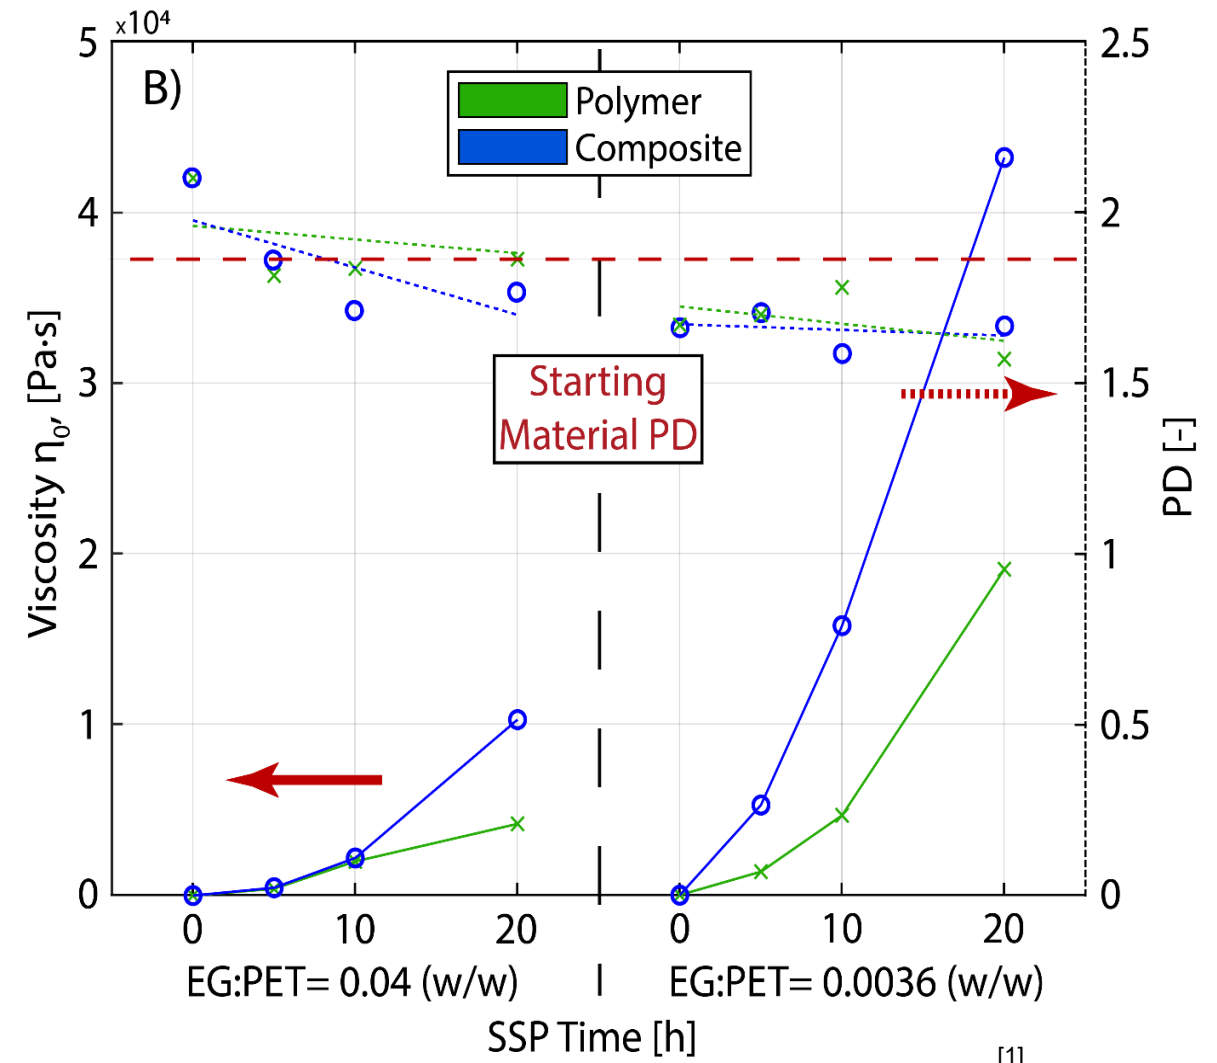 x10⁴
B)
Polymer
Composite
5
4
3
2
1
0
Viscosity η₀, [Pa·s]
2.5
2
1.5
1
0.5
0
PD [-]
Starting
Material PD
0 10 20 0 10 20
EG:PET= 0.04 (w/w) EG:PET= 0.0036 (w/w)
SSP Time [h]
[1]